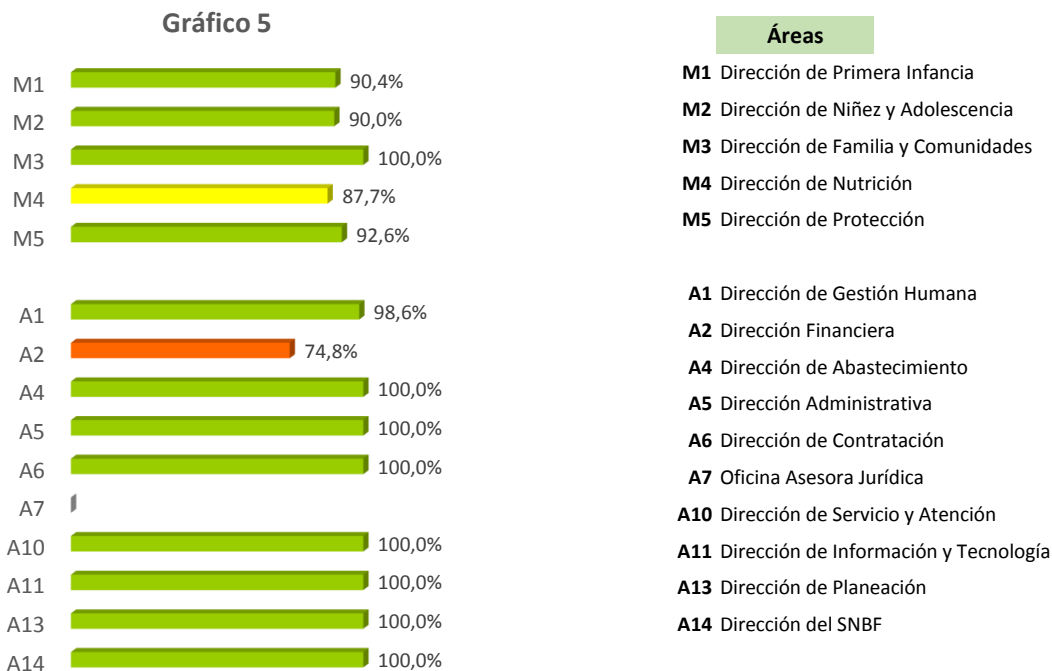 Gráfico 5
M1 90,4%
M2 90,0%
M3 100,0%
M4 87,7%
M5 92,6%
A1 98,6%
A2 74,8%
A4 100,0%
A5 100,0%
A6 100,0%
A7
A10 100,0%
A11 100,0%
A13 100,0%
A14 100,0%
Áreas
M1 Dirección de Primera Infancia
M2 Dirección de Niñez y Adolescencia
M3 Dirección de Familia y Comunidades
M4 Dirección de Nutrición
M5 Dirección de Protección
A1 Dirección de Gestión Humana
A2 Dirección Financiera
A4 Dirección de Abastecimiento
A5 Dirección Administrativa
A6 Dirección de Contratación
A7 Oficina Asesora Jurídica
A10 Dirección de Servicio y Atención
A11 Dirección de Información y Tecnología
A13 Dirección de Planeación
A14 Dirección del SNBF